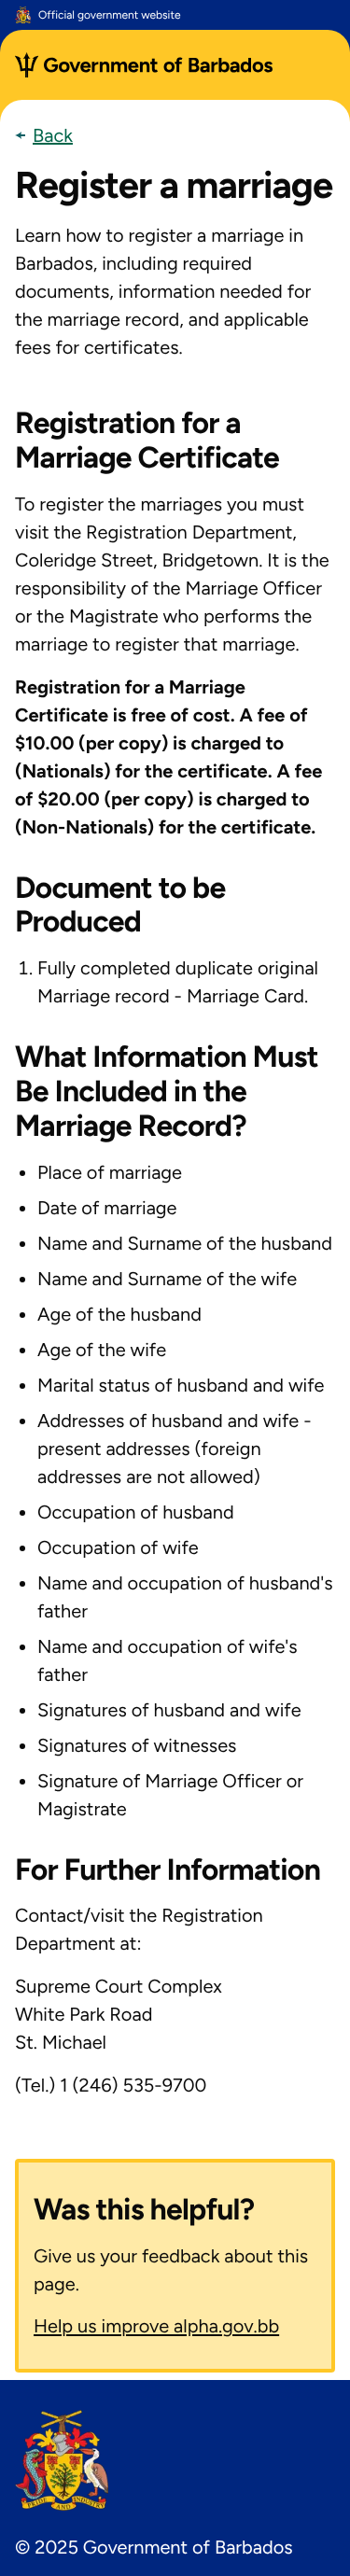 Official government website
Government of Barbados
Back
Register a marriage
Learn how to register a marriage in
Barbados, including required
documents, information needed for
the marriage record, and applicable
fees for certificates.
Registration for a
Marriage Certificate
To register the marriages you must
visit the Registration Department,
Coleridge Street, Bridgetown. It is the
responsibility of the Marriage Officer
or the Magistrate who performs the
marriage to register that marriage.
Registration for a Marriage
Certificate is free of cost. A fee of
$10.00 (per copy) is charged to
(Nationals) for the certificate. A fee
of $20.00 (per copy) is charged to
(Non-Nationals) for the certificate.
Document to be
Produced
1. Fully completed duplicate original
Marriage record - Marriage Card.
What Information Must
Be Included in the
Marriage Record?
• Place of marriage
• Date of marriage
• Name and Surname of the husband
• Name and Surname of the wife
• Age of the husband
• Age of the wife
• Marital status of husband and wife
• Addresses of husband and wife -
present addresses (foreign
addresses are not allowed)
• Occupation of husband
• Occupation of wife
• Name and occupation of husband's
father
• Name and occupation of wife's
father
• Signatures of husband and wife
• Signatures of witnesses
• Signature of Marriage Officer or
Magistrate
For Further Information
Contact/visit the Registration
Department at:
Supreme Court Complex
White Park Road
St. Michael
(Tel.) 1 (246) 535-9700
Was this helpful?
Give us your feedback about this
page.
Help us improve alpha.gov.bb
PRIDE AND INDUSTRY
© 2025 Government of Barbados